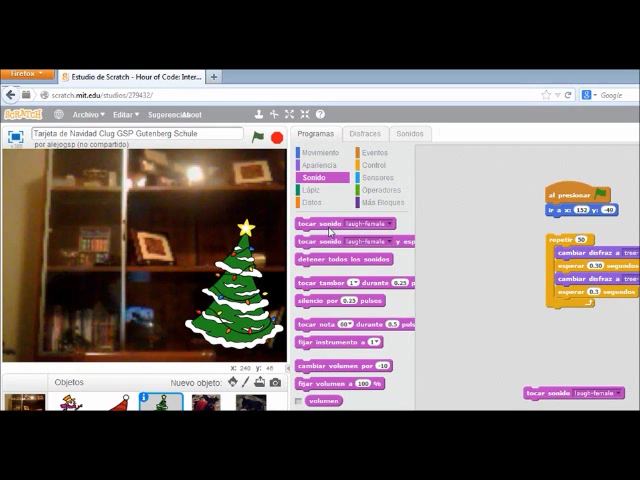 Firefox
Estudio de Scratch - Hour of Code: Inter...
scratch.mit.edu/studios/279432/
Google
SCRATCH
Archivo Editar Sugerencias About
Tarjeta de Navidad Clug GSP Gutenberg Schule
por alejogsp (no compartido)
Programas Disfraces Sonidos
Movimiento Eventos
Apariencia Control
Sonido Sensores
Lápiz Operadores
Datos Más Bloques
tocar sonido laugh-female
tocar sonido laugh-female y esp
detener todos los sonidos
tocar tambor 1 durante 0.25 p
silencio por 0.25 pulsos
tocar nota 60 durante 0.5 puls
fijar instrumento a 1
cambiar volumen por -10
fijar volumen a 100 %
volumen
al presionar
ir a x: 152 y: -49
repetir 50
cambiar disfraz a tree-
esperar 0.30 segundos
cambiar disfraz a tree-
esperar 0.3 segundos
tocar sonido laugh-female
x: 240 y: 48
Objetos Nuevo objeto: